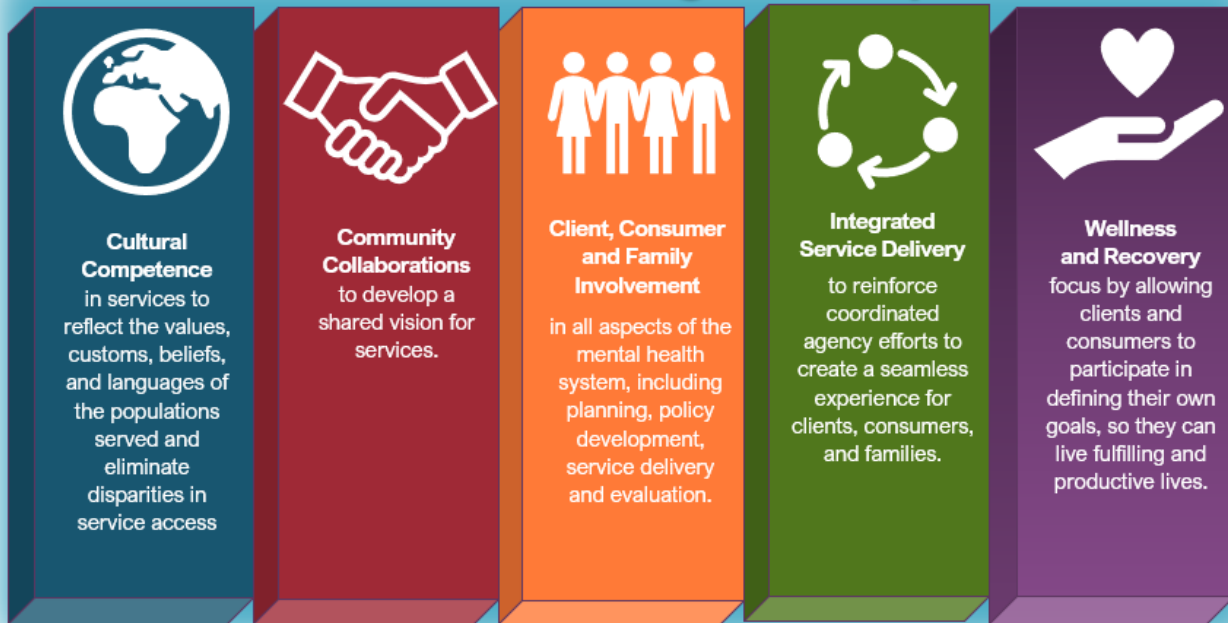 Cultural
Competence
in services to
reflect the values,
customs, beliefs,
and languages of
the populations
served and
eliminate
disparities in
service access
Community
Collaborations
to develop a
shared vision for
services.
Client, Consumer
and Family
Involvement
in all aspects of the
mental health
system, including
planning, policy
development,
service delivery
and evaluation.
Integrated
Service Delivery
to reinforce
coordinated
agency efforts to
create a seamless
experience for
clients, consumers,
and families.
Wellness
and Recovery
focus by allowing
clients and
consumers to
participate in
defining their own
goals, so they can
live fulfilling and
productive lives.